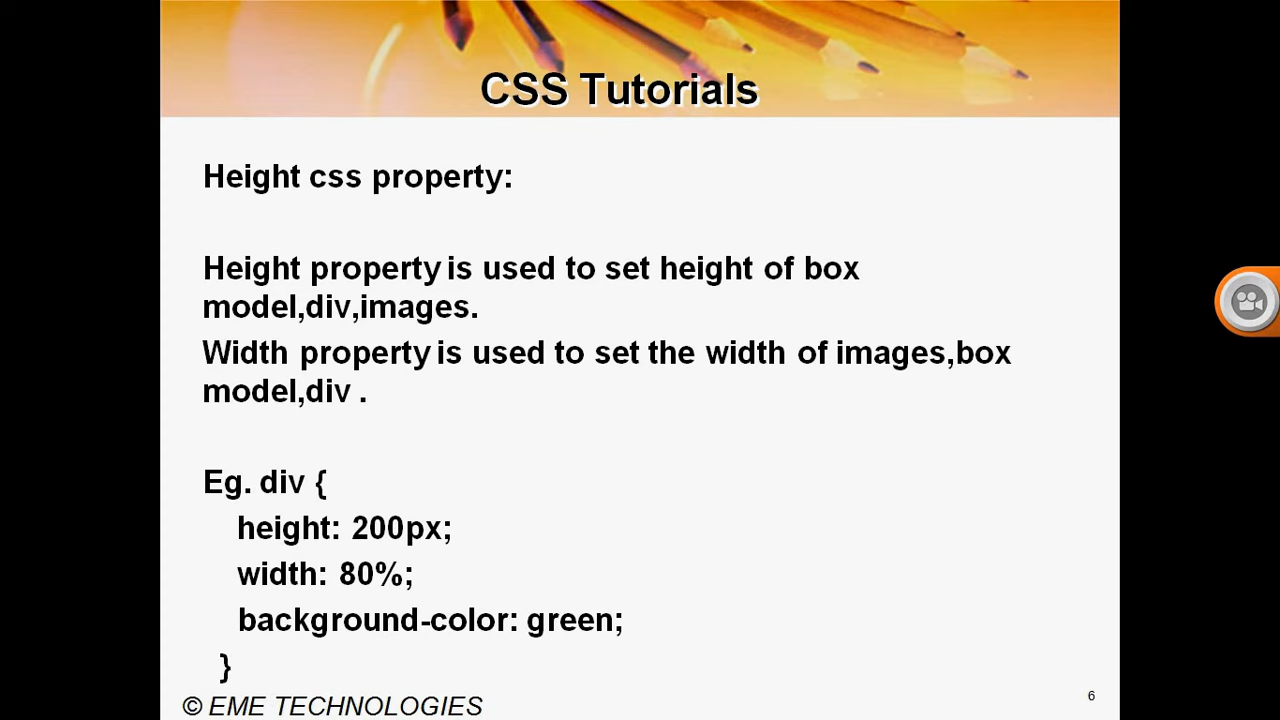 CSS Tutorials
Height css property:
Height property is used to set height of box
model,div,images.
Width property is used to set the width of images,box
model,div .
Eg. div {
height: 200px;
width: 80%;
background-color: green;
}
© EME TECHNOLOGIES
6